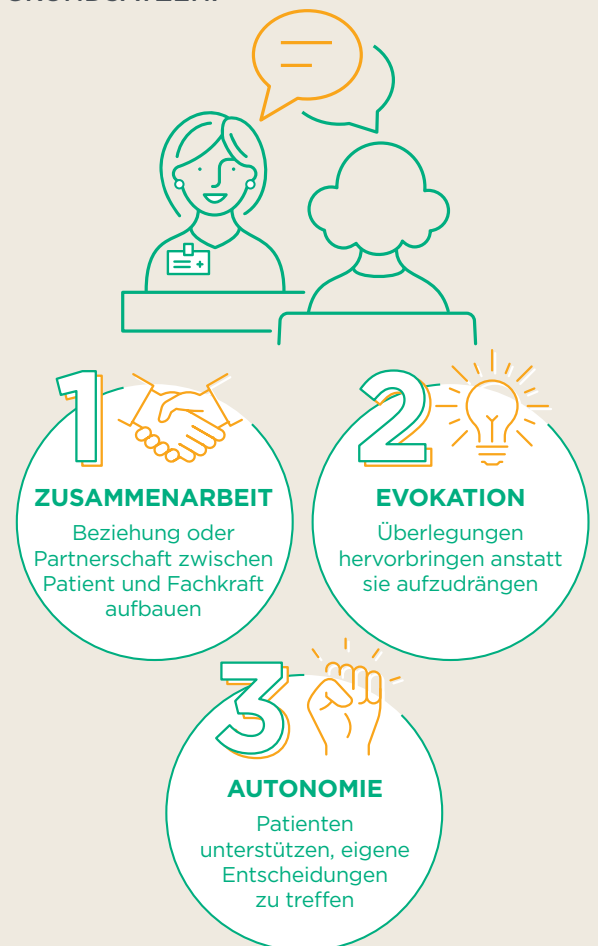 GRUNDSÄTZEN:
1
ZUSAMMENARBEIT
Beziehung oder
Partnerschaft zwischen
Patient und Fachkraft
aufbauen
2
EVOKATION
Überlegungen
hervorbringen anstatt
sie aufzudrängen
3
AUTONOMIE
Patienten
unterstützen, eigene
Entscheidungen
zu treffen